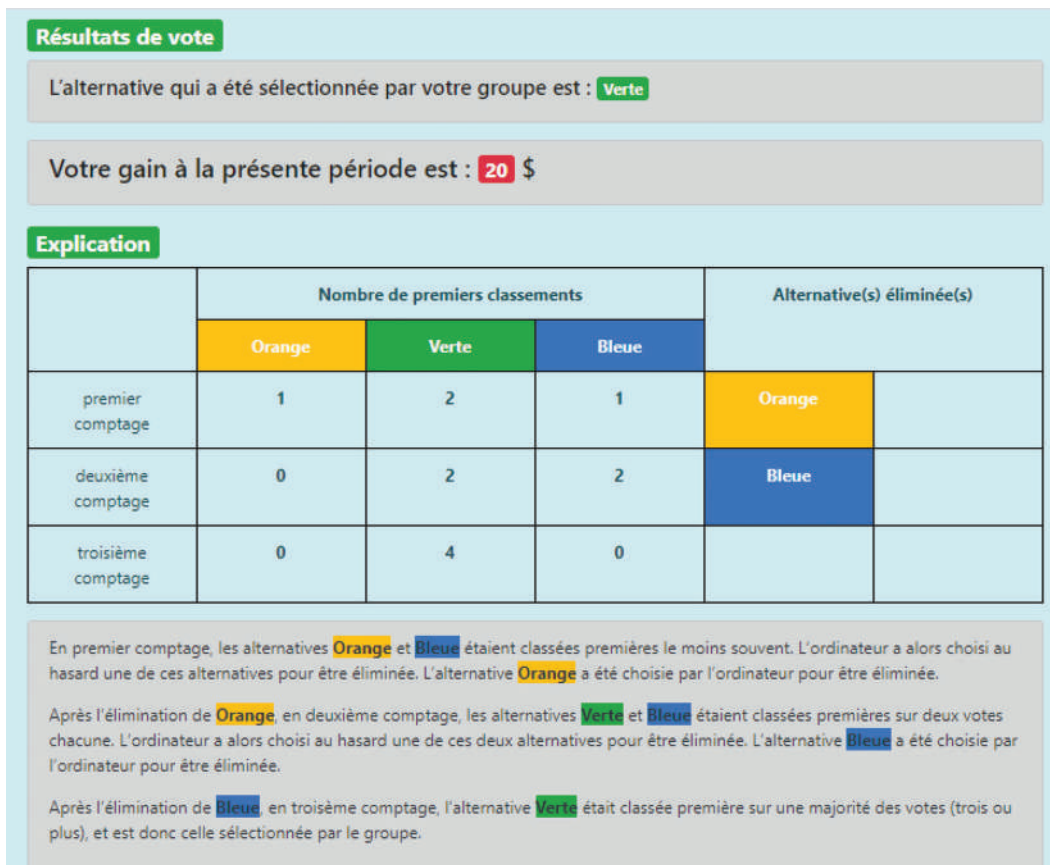 Résultats de vote
L'alternative qui a été sélectionnée par votre groupe est : Verte
Votre gain à la présente période est : 20 $
Explication
Nombre de premiers classements
Alternative(s) éliminée(s)
Orange
Verte
Bleue
premier
comptage
1
2
1
Orange
deuxième
comptage
0
2
2
Bleue
troisième
comptage
0
4
0
En premier comptage, les alternatives Orange et Bleue étaient classées premières le moins souvent. L'ordinateur a alors choisi au
hasard une de ces alternatives pour être éliminée. L'alternative Orange a été choisie par l'ordinateur pour être éliminée.
Après l'élimination de Orange, en deuxième comptage, les alternatives Verte et Bleue étaient classées premières sur deux votes
chacune. L'ordinateur a alors choisi au hasard une de ces deux alternatives pour être éliminée. L'alternative Bleue a été choisie par
l'ordinateur pour être éliminée.
Après l'élimination de Bleue, en troisème comptage, l'alternative Verte était classée première sur une majorité des votes (trois ou
plus), et est donc celle sélectionnée par le groupe.